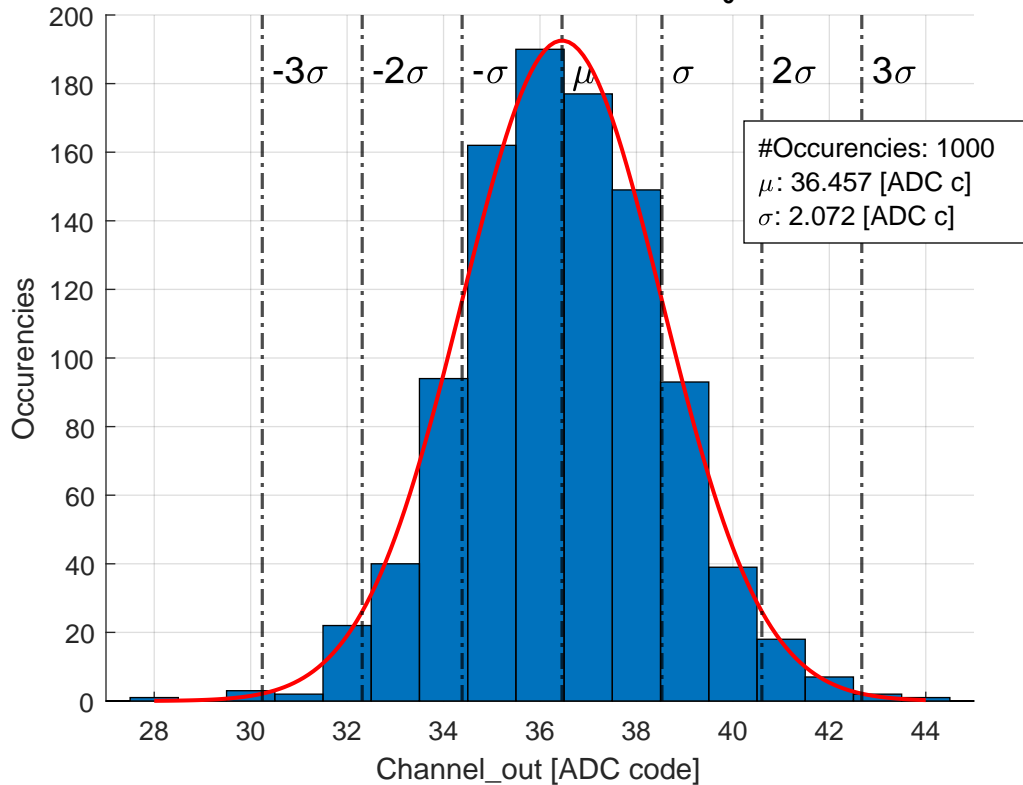 200
180
160
140
120
100
80
60
40
20
0
-3σ -2σ -σ μ σ 2σ 3σ
#Occurencies: 1000
μ: 36.457 [ADC c]
σ: 2.072 [ADC c]
Occurencies
28 30 32 34 36 38 40 42 44
Channel_out [ADC code]